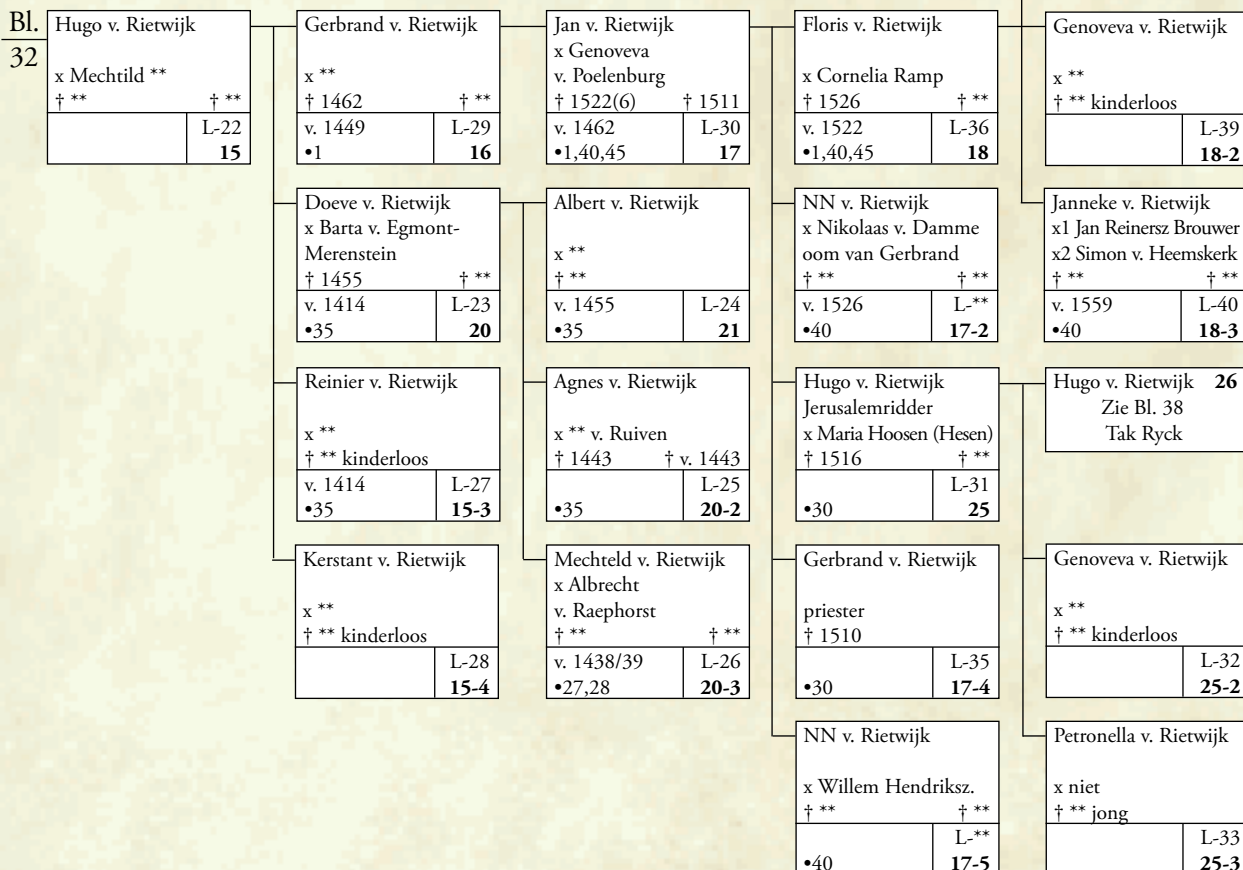 Bl.
32
Hugo v. Rietwijk
x Mechtild **
† ** † **
L-22
15
Gerbrand v. Rietwijk
x **
† 1462 † **
v. 1449 L-29
•1 16
Jan v. Rietwijk
x Genoveva
v. Poelenburg
† 1522(6) † 1511
v. 1462 L-30
•1,40,45 17
Floris v. Rietwijk
x Cornelia Ramp
† 1526 † **
v. 1522 L-36
•1,40,45 18
Genoveva v. Rietwijk
x **
† ** kinderloos
L-39
18-2
Doeve v. Rietwijk
x Barta v. Egmont-
Merenstein
† 1455 † **
v. 1414 L-23
•35 20
Albert v. Rietwijk
x **
† **
v. 1455 L-24
•35 21
NN v. Rietwijk
x Nikolaas v. Damme
oom van Gerbrand
† ** † **
v. 1526 L-**
•40 17-2
Janneke v. Rietwijk
x1 Jan Reinersz Brouwer
x2 Simon v. Heemskerk
† ** † **
v. 1559 L-40
•40 18-3
Reinier v. Rietwijk
x **
† ** kinderloos
v. 1414 L-27
•35 15-3
Agnes v. Rietwijk
x ** v. Ruiven
† 1443 † v. 1443
L-25
•35 20-2
Hugo v. Rietwijk
Jerusalemridder
x Maria Hoosen (Hesen)
† 1516 † **
L-31
•30 25
Hugo v. Rietwijk 26
Zie Bl. 38
Tak Ryck
Kerstant v. Rietwijk
x **
† ** kinderloos
L-28
15-4
Mechteld v. Rietwijk
x Albrecht
v. Raephorst
† ** † **
v. 1438/39 L-26
•27,28 20-3
Gerbrand v. Rietwijk
priester
† 1510
L-35
•30 17-4
Genoveva v. Rietwijk
x **
† ** kinderloos
L-32
25-2
NN v. Rietwijk
x Willem Hendriksz.
† ** † **
L-**
•40 17-5
Petronella v. Rietwijk
x niet
† ** jong
L-33
25-3